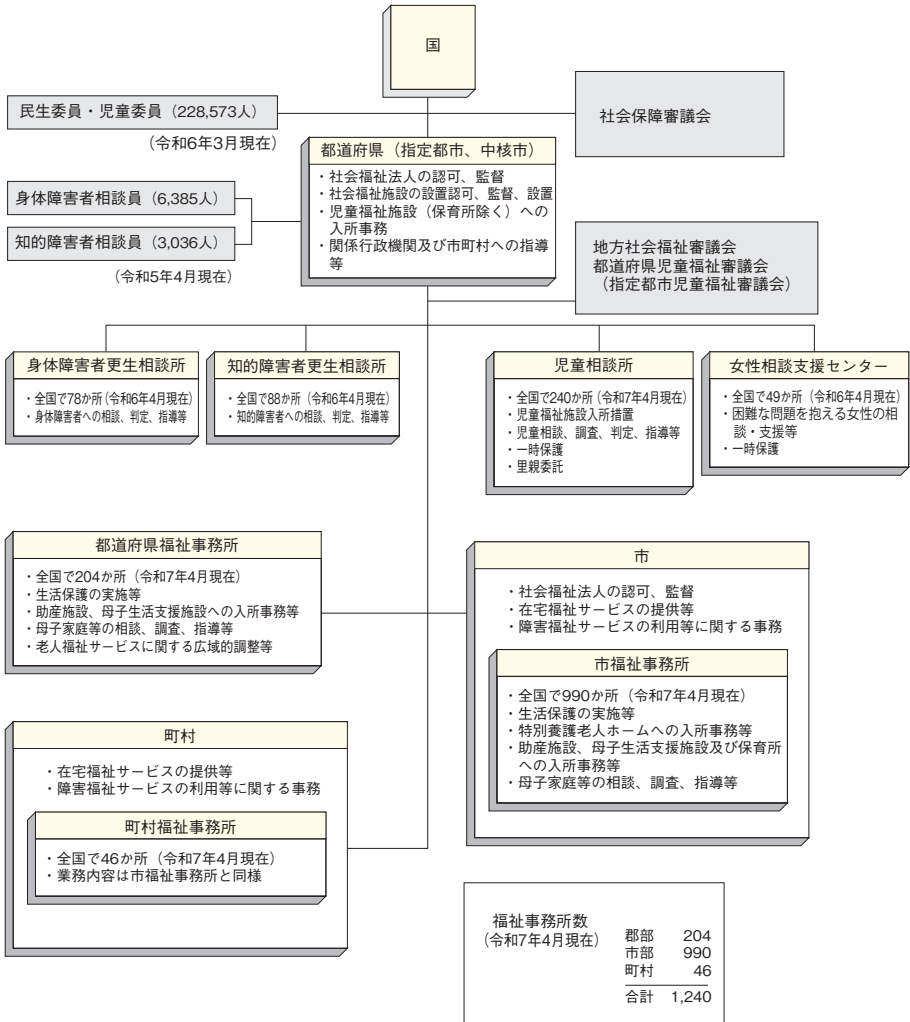 国
民生委員・児童委員（228,573人）
（令和6年3月現在）
社会保障審議会
都道府県（指定都市、中核市）
・社会福祉法人の認可、監督
・社会福祉施設の設置認可、監督、設置
・児童福祉施設（保育所除く）への
入所事務
・関係行政機関及び市町村への指導
等
身体障害者相談員（6,385人）
知的障害者相談員（3,036人）
（令和5年4月現在）
地方社会福祉審議会
都道府県児童福祉審議会
（指定都市児童福祉審議会）
身体障害者更生相談所
・全国で78か所（令和6年4月現在）
・身体障害者への相談、判定、指導等
知的障害者更生相談所
・全国で88か所（令和6年4月現在）
・知的障害者への相談、判定、指導等
児童相談所
・全国で240か所（令和7年4月現在）
・児童福祉施設入所措置
・児童相談、調査、判定、指導等
・一時保護
・里親委託
女性相談支援センター
・全国で49か所（令和6年4月現在）
・困難な問題を抱える女性の相
談・支援等
・一時保護
都道府県福祉事務所
・全国で204か所（令和7年4月現在）
・生活保護の実施等
・助産施設、母子生活支援施設への入所事務等
・母子家庭等の相談、調査、指導等
・老人福祉サービスに関する広域的調整等
市
・社会福祉法人の認可、監督
・在宅福祉サービスの提供等
・障害福祉サービスの利用等に関する事務
市福祉事務所
・全国で990か所（令和7年4月現在）
・生活保護の実施等
・特別養護老人ホームへの入所事務等
・助産施設、母子生活支援施設及び保育所
への入所事務等
・母子家庭等の相談、調査、指導等
町村
・在宅福祉サービスの提供等
・障害福祉サービスの利用等に関する事務
町村福祉事務所
・全国で46か所（令和7年4月現在）
・業務内容は市福祉事務所と同様
福祉事務所数
（令和7年4月現在）
郡部 204
市部 990
町村 46
合計 1,240